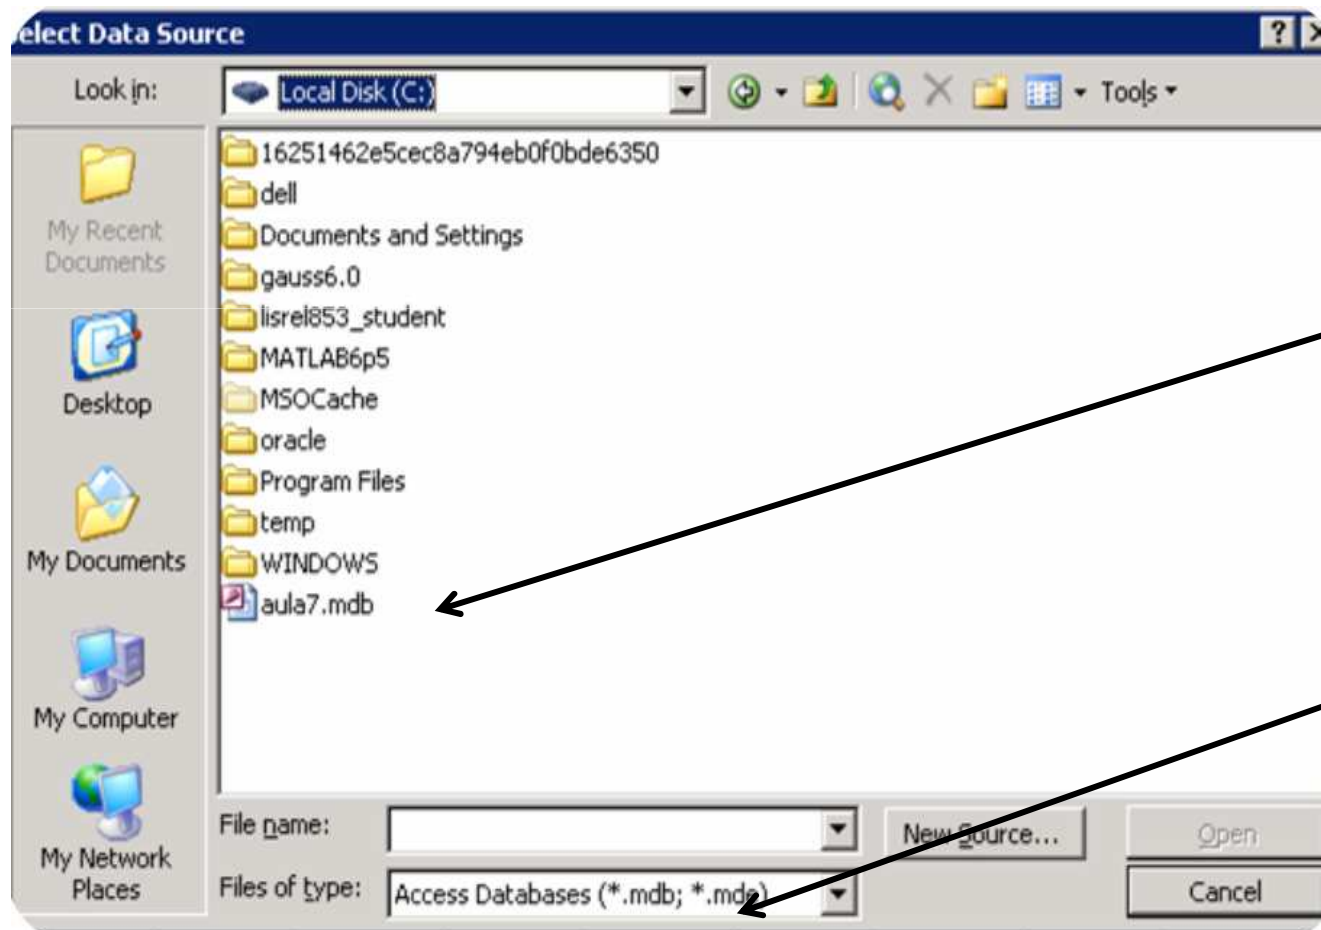 elect Data Source
Look in:
Local Disk (C:)
Tools
16251462e5cec8a794eb0f0bde6350
dell
Documents and Settings
gauss6.0
lisrel853_student
MATLAB6p5
MSOCache
oracle
Program Files
temp
WINDOWS
aula7.mdb
My Recent
Documents
Desktop
My Documents
My Computer
My Network
Places
File name:
New Source...
Open
Files of type:
Access Databases (*.mdb; *.mde)
Cancel